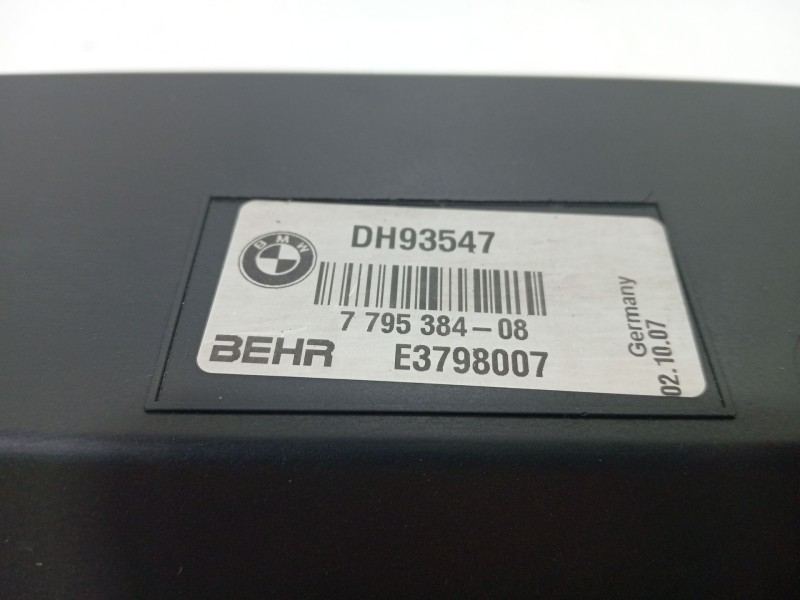 BMW
DH93547
7 795 384-08
BEHR E3798007
Germany
02.10.07